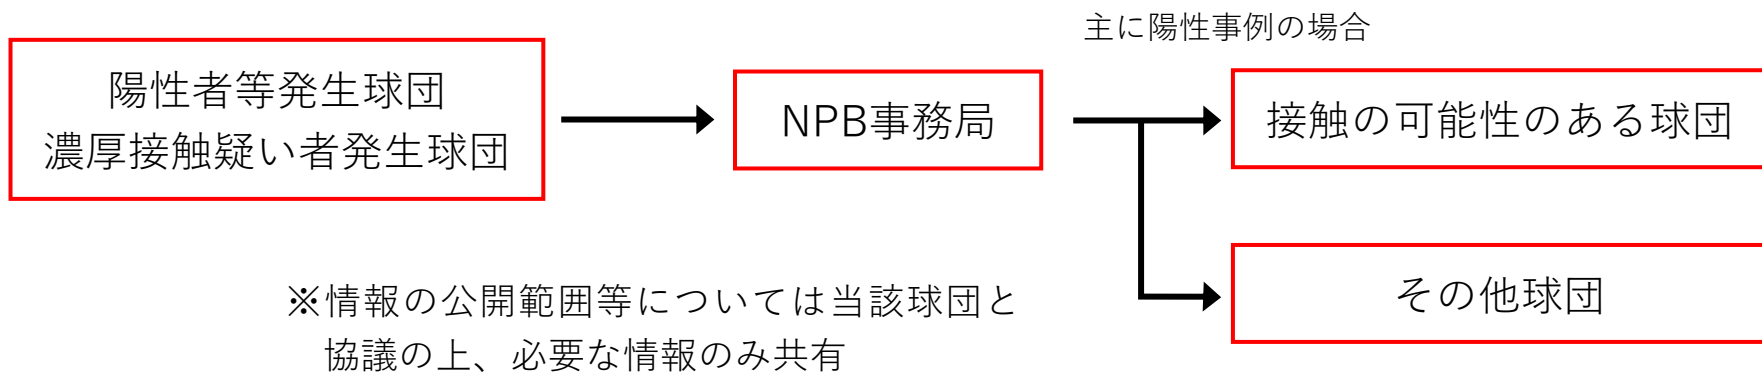 主に陽性事例の場合
陽性者等発生球団
濃厚接触疑い者発生球団
NPB事務局
接触の可能性のある球団
その他球団
※情報の公開範囲等については当該球団と
協議の上、必要な情報のみ共有